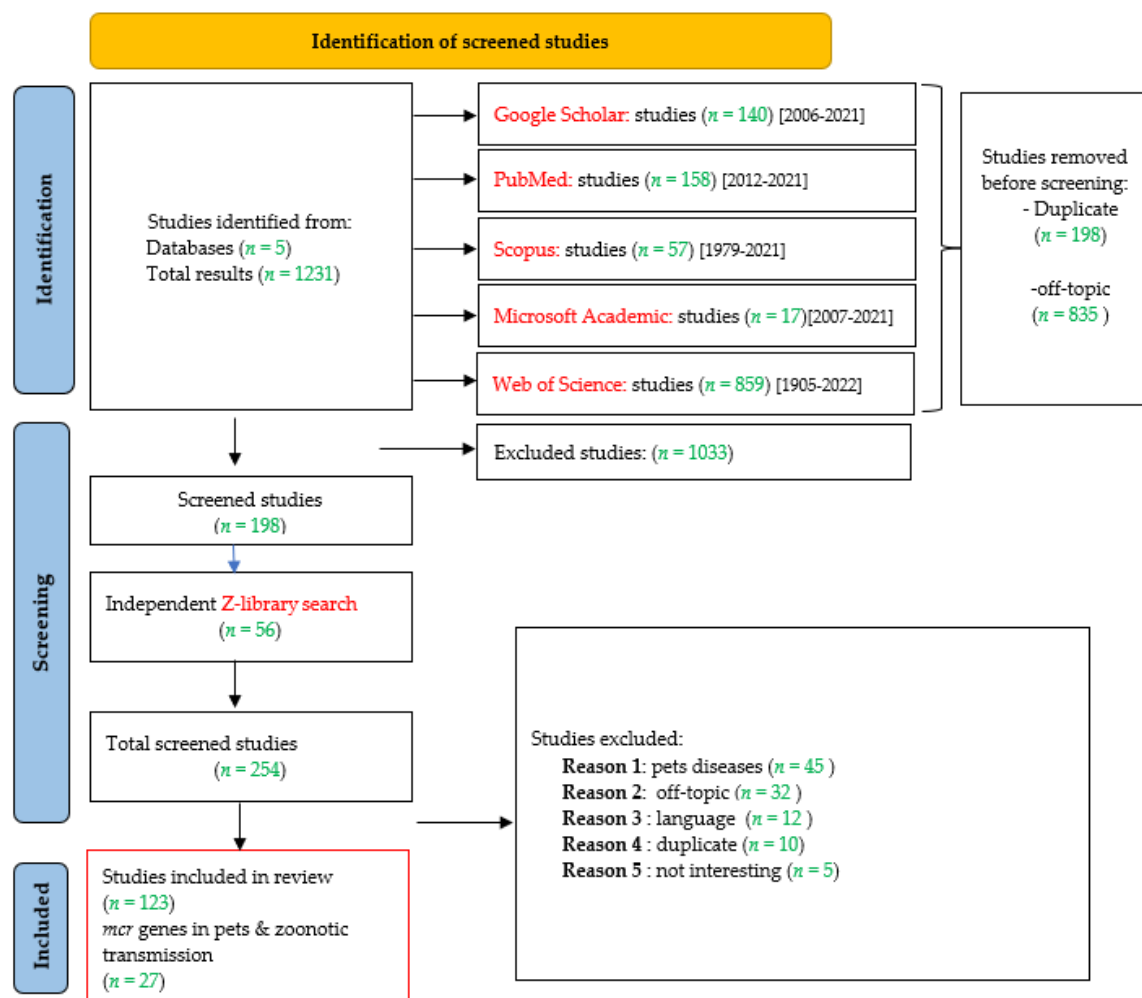 Identification of screened studies
Identification
Studies identified from:
Databases (n = 5)
Total results (n = 1231)
Google Scholar: studies (n = 140) [2006-2021]
PubMed: studies (n = 158) [2012-2021]
Scopus: studies (n = 57) [1979-2021]
Microsoft Academic: studies (n = 17)[2007-2021]
Web of Science: studies (n = 859) [1905-2022]
Studies removed
before screening:
- Duplicate
(n = 198)
-off-topic
(n = 835 )
Screening
Excluded studies: (n = 1033)
Screened studies
(n = 198)
Independent Z-library search
(n = 56)
Total screened studies
(n = 254)
Studies excluded:
Reason 1: pets diseases (n = 45 )
Reason 2: off-topic (n = 32 )
Reason 3 : language (n = 12 )
Reason 4 : duplicate (n = 10)
Reason 5 : not interesting (n = 5)
Included
Studies included in review
(n = 123)
mcr genes in pets & zoonotic
transmission
(n = 27)